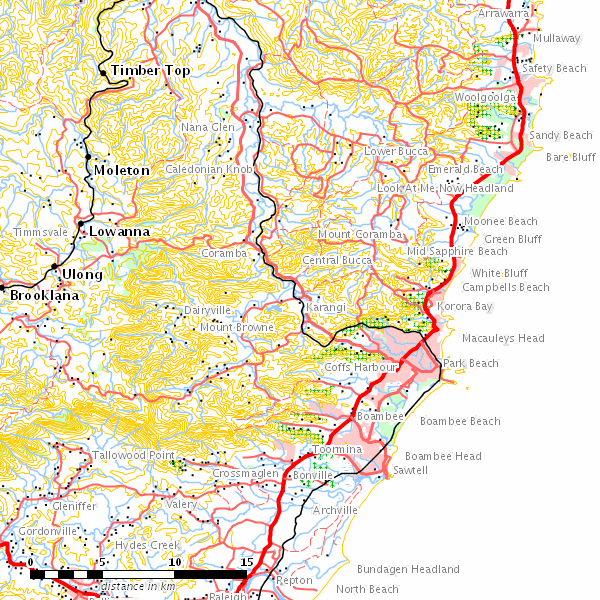 Arrawarra
Mullaway
Timber Top
Safety Beach
Woolgoolga
Nana Glen
Sandy Beach
Lower Bucca
Bare Bluff
Moleton
Caledonian Knob
Emerald Beach
Look At Me Now Headland
Moonee Beach
Timmsvale
Lowanna
Mount Coramba
Green Bluff
Coramba
Mid Sapphire Beach
Central Bucca
Ulong
White Bluff
Campbells Beach
Brooklana
Dairyville
Karangi
Korora Bay
Mount Browne
Macauleys Head
Park Beach
Coffs Harbour
Boambee
Boambee Beach
Toormina
Tallowood Point
Boambee Head
Crossmaglen
Bonville
Sawtell
Gleniffer
Valery
Archville
Gordonville
Hydes Creek
0 5 10 15
distance in km
Bundagen Headland
Repton
North Beach
Raleigh